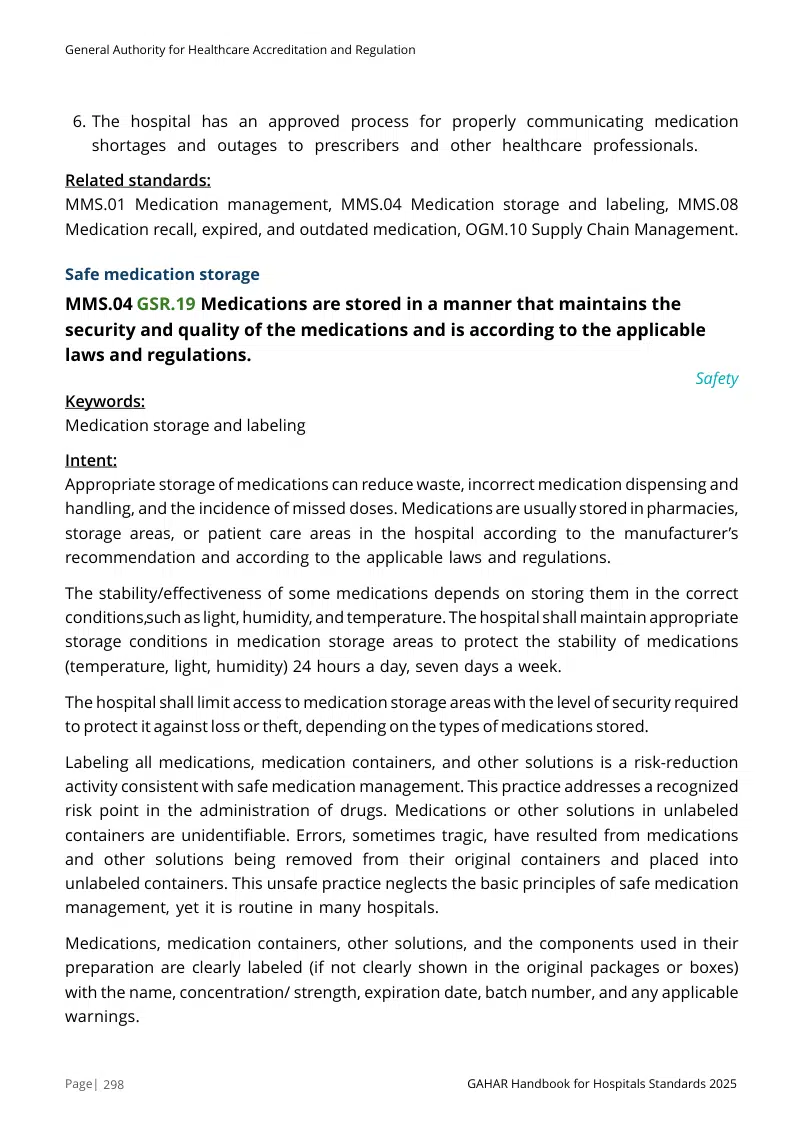 General Authority for Healthcare Accreditation and Regulation
6. The hospital has an approved process for properly communicating medication
shortages and outages to prescribers and other healthcare professionals.
Related standards:
MMS.01 Medication management, MMS.04 Medication storage and labeling, MMS.08
Medication recall, expired, and outdated medication, OGM.10 Supply Chain Management.
Safe medication storage
MMS.04 GSR.19 Medications are stored in a manner that maintains the
security and quality of the medications and is according to the applicable
laws and regulations.
Safety
Keywords:
Medication storage and labeling
Intent:
Appropriate storage of medications can reduce waste, incorrect medication dispensing and
handling, and the incidence of missed doses. Medications are usually stored in pharmacies,
storage areas, or patient care areas in the hospital according to the manufacturer’s
recommendation and according to the applicable laws and regulations.
The stability/effectiveness of some medications depends on storing them in the correct
conditions,such as light, humidity, and temperature. The hospital shall maintain appropriate
storage conditions in medication storage areas to protect the stability of medications
(temperature, light, humidity) 24 hours a day, seven days a week.
The hospital shall limit access to medication storage areas with the level of security required
to protect it against loss or theft, depending on the types of medications stored.
Labeling all medications, medication containers, and other solutions is a risk-reduction
activity consistent with safe medication management. This practice addresses a recognized
risk point in the administration of drugs. Medications or other solutions in unlabeled
containers are unidentifiable. Errors, sometimes tragic, have resulted from medications
and other solutions being removed from their original containers and placed into
unlabeled containers. This unsafe practice neglects the basic principles of safe medication
management, yet it is routine in many hospitals.
Medications, medication containers, other solutions, and the components used in their
preparation are clearly labeled (if not clearly shown in the original packages or boxes)
with the name, concentration/ strength, expiration date, batch number, and any applicable
warnings.
Page| 298
GAHAR Handbook for Hospitals Standards 2025